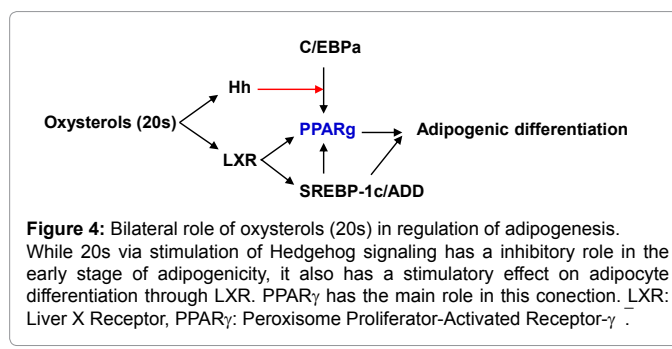 C/EBPa
Hh
Oxysterols (20s)
PPARg
Adipogenic differentiation
LXR
SREBP-1c/ADD
Figure 4: Bilateral role of oxysterols (20s) in regulation of adipogenesis.
While 20s via stimulation of Hedgehog signaling has a inhibitory role in the
early stage of adipogenicity, it also has a stimulatory effect on adipocyte
differentiation through LXR. PPARγ has the main role in this conection. LXR:
Liver X Receptor, PPARγ: Peroxisome Proliferator-Activated Receptor-γ ¯.